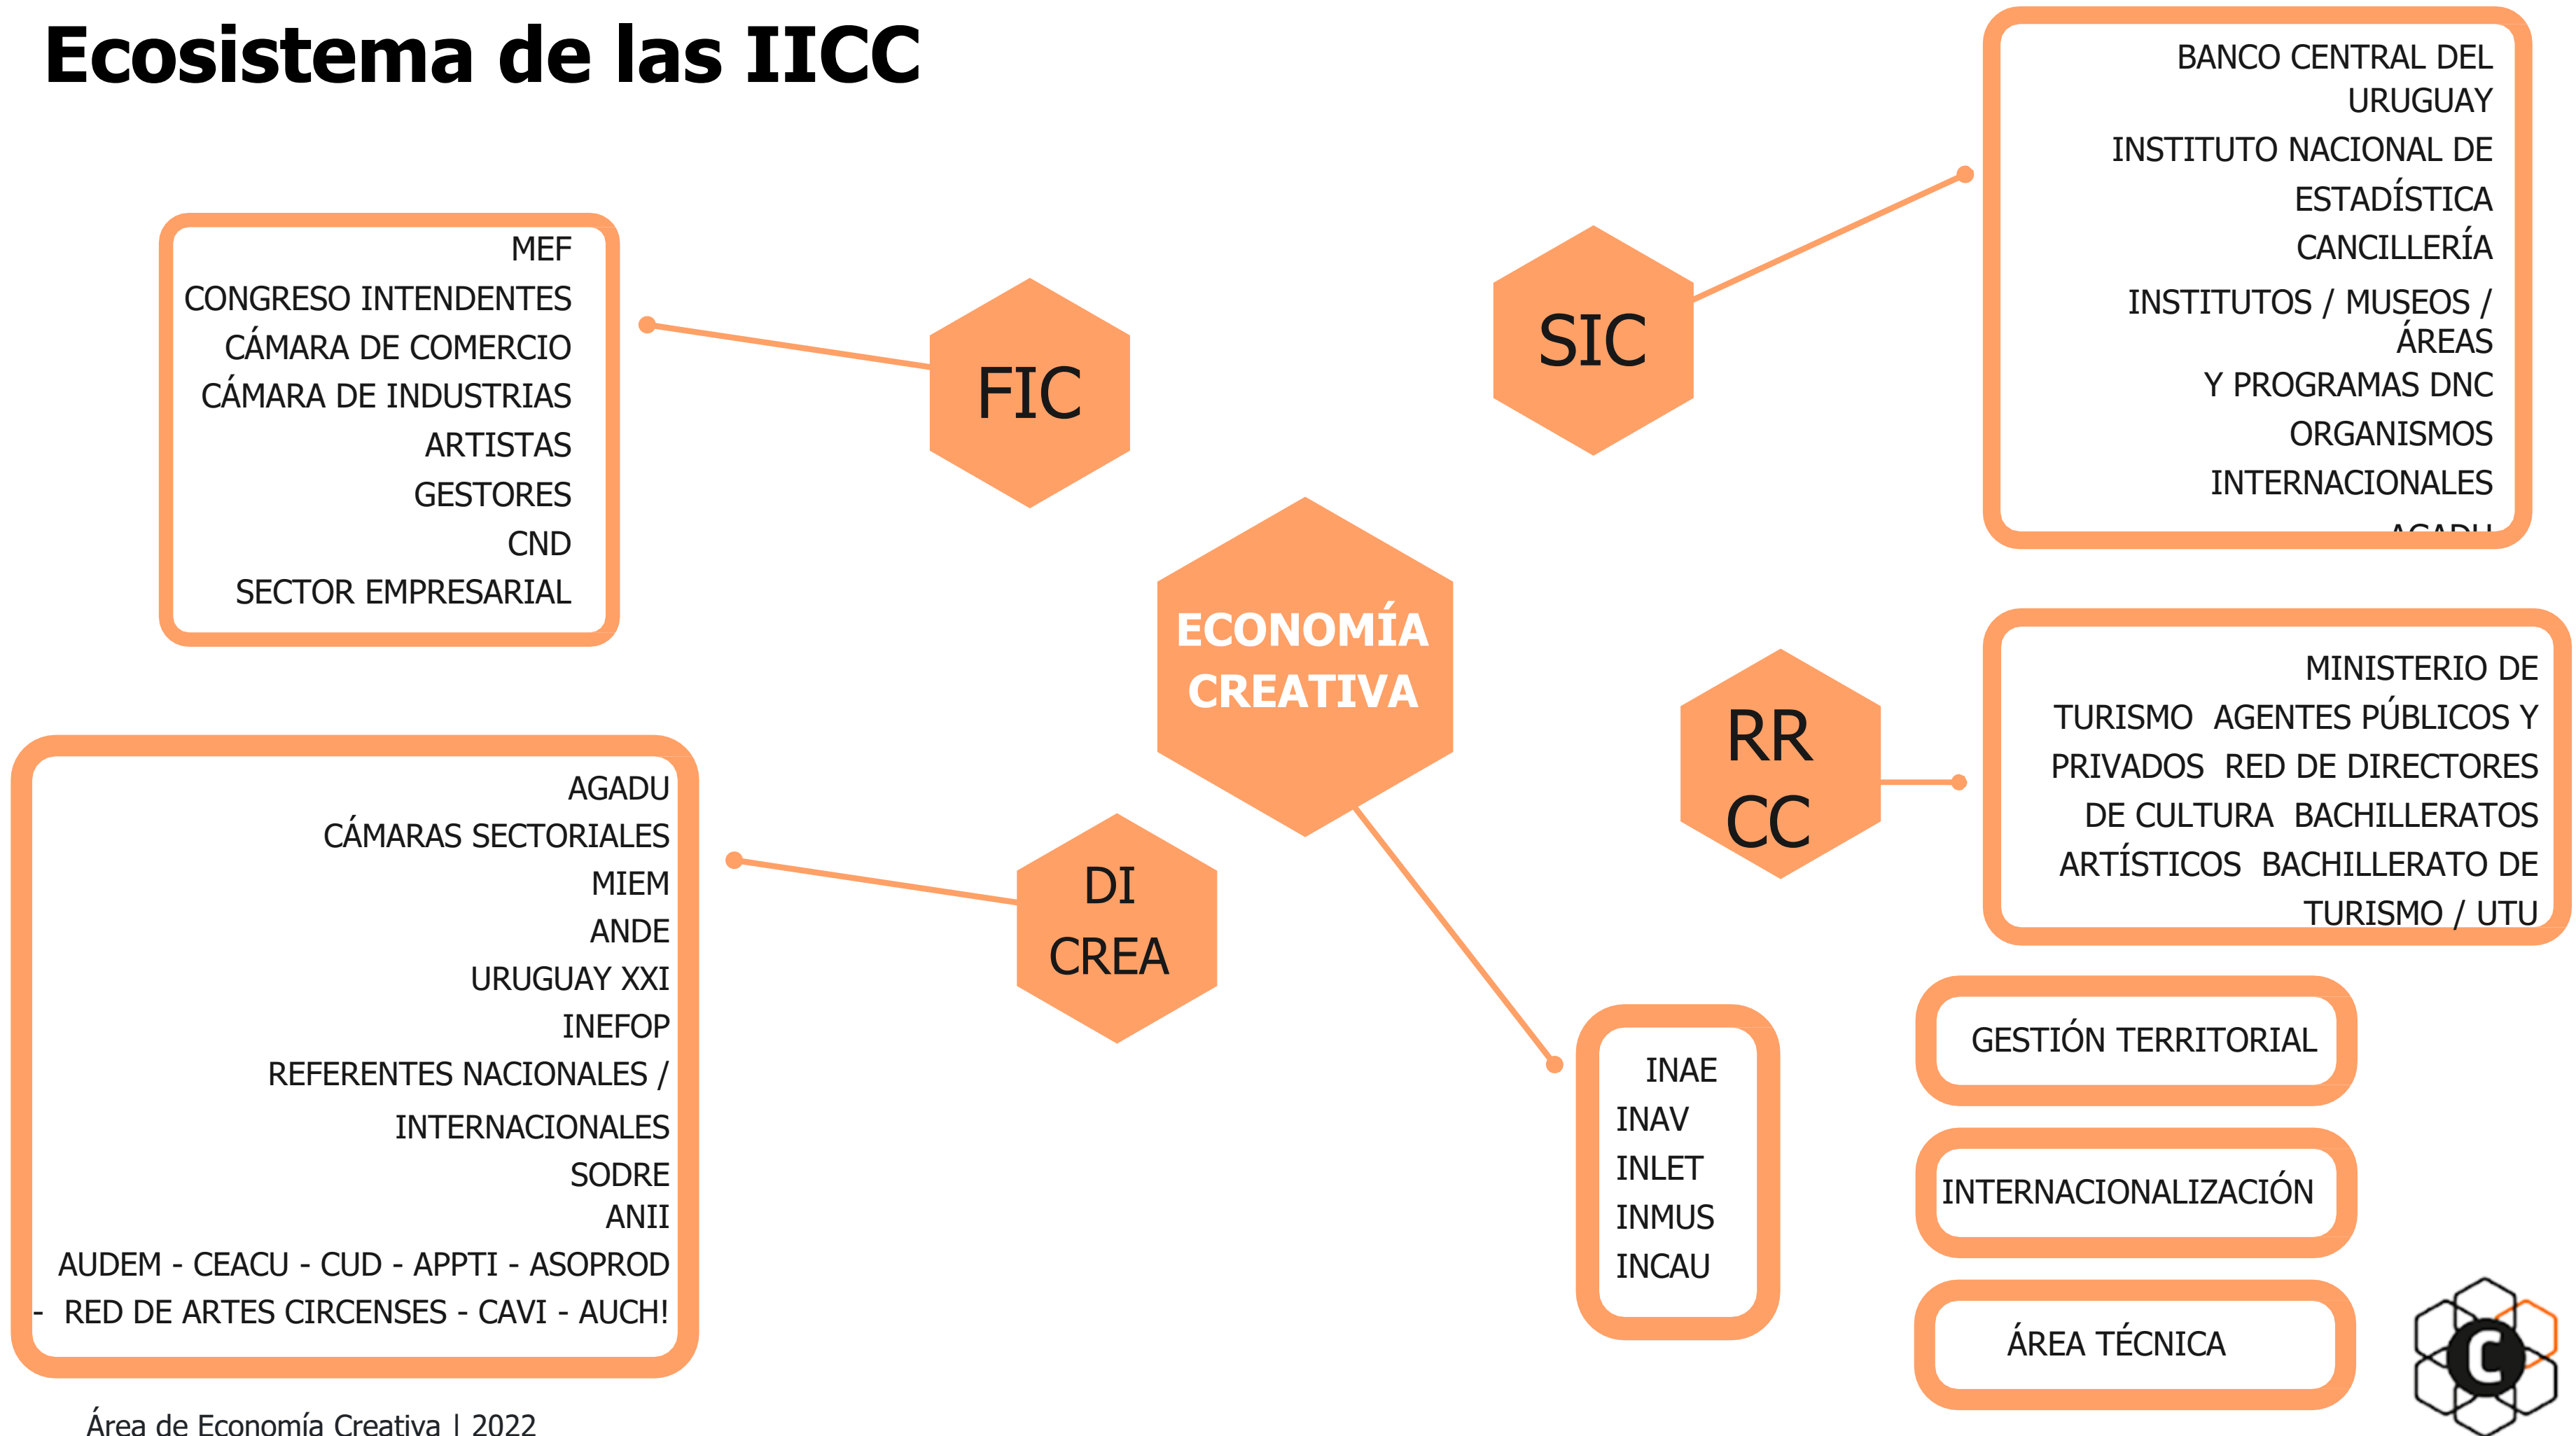 Ecosistema de las IICC
MEF
CONGRESO INTENDENTES
CÁMARA DE COMERCIO
CÁMARA DE INDUSTRIAS
ARTISTAS
GESTORES
CND
SECTOR EMPRESARIAL
FIC
SIC
BANCO CENTRAL DEL
URUGUAY
INSTITUTO NACIONAL DE
ESTADÍSTICA
CANCILLERÍA
INSTITUTOS / MUSEOS /
ÁREAS
Y PROGRAMAS DNC
ORGANISMOS
INTERNACIONALES
AGADU
ECONOMÍA
CREATIVA
RR
CC
MINISTERIO DE
TURISMO AGENTES PÚBLICOS Y
PRIVADOS RED DE DIRECTORES
DE CULTURA BACHILLERATOS
ARTÍSTICOS BACHILLERATO DE
TURISMO / UTU
AGADU
CÁMARAS SECTORIALES
MIEM
ANDE
URUGUAY XXI
INEFOP
REFERENTES NACIONALES /
INTERNACIONALES
SODRE
ANII
AUDEM - CEACU - CUD - APPTI - ASOPROD
- RED DE ARTES CIRCENSES - CAVI - AUCH!
DI
CREA
INAE
INAV
INLET
INMUS
INCAU
GESTIÓN TERRITORIAL
INTERNACIONALIZACIÓN
ÁREA TÉCNICA
C
Área de Economía Creativa | 2022